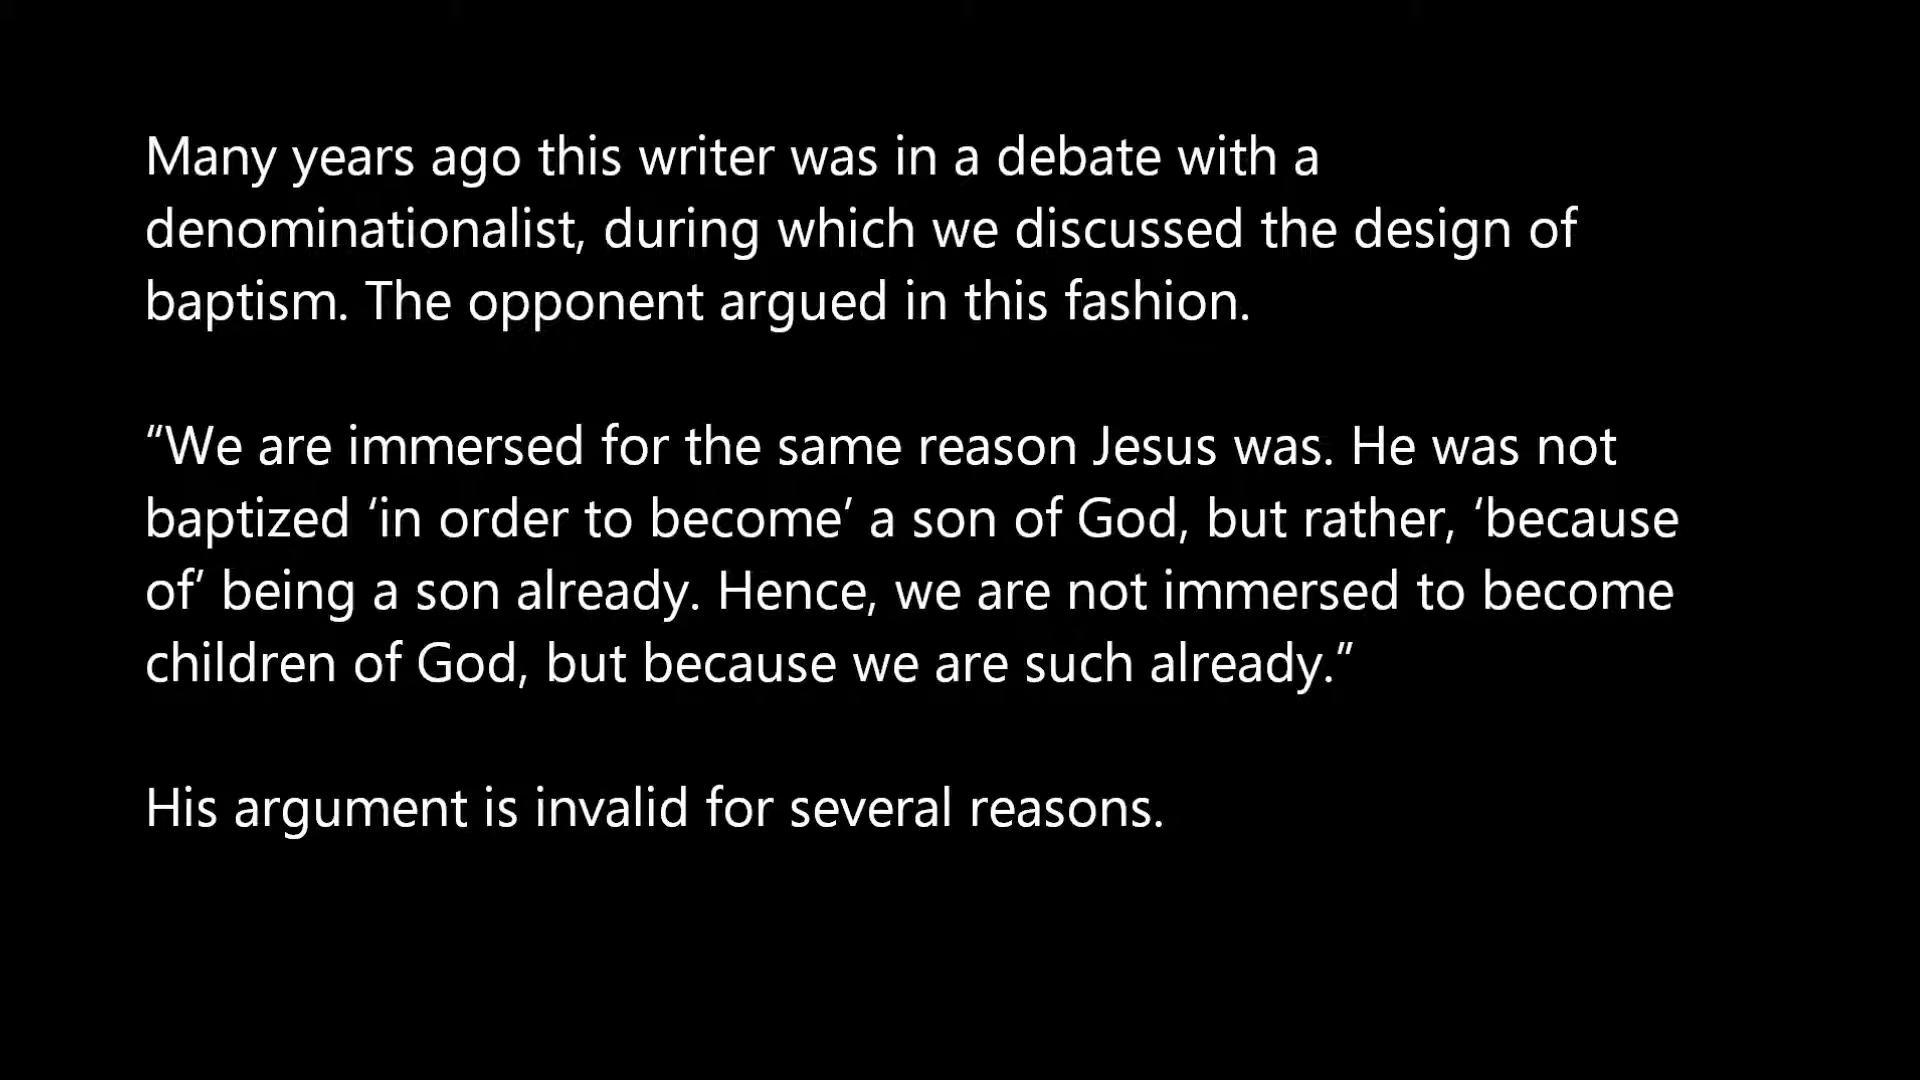 Many years ago this writer was in a debate with a
denominationalist, during which we discussed the design of
baptism. The opponent argued in this fashion.
“We are immersed for the same reason Jesus was. He was not
baptized ‘in order to become’ a son of God, but rather, ‘because
of’ being a son already. Hence, we are not immersed to become
children of God, but because we are such already.”
His argument is invalid for several reasons.